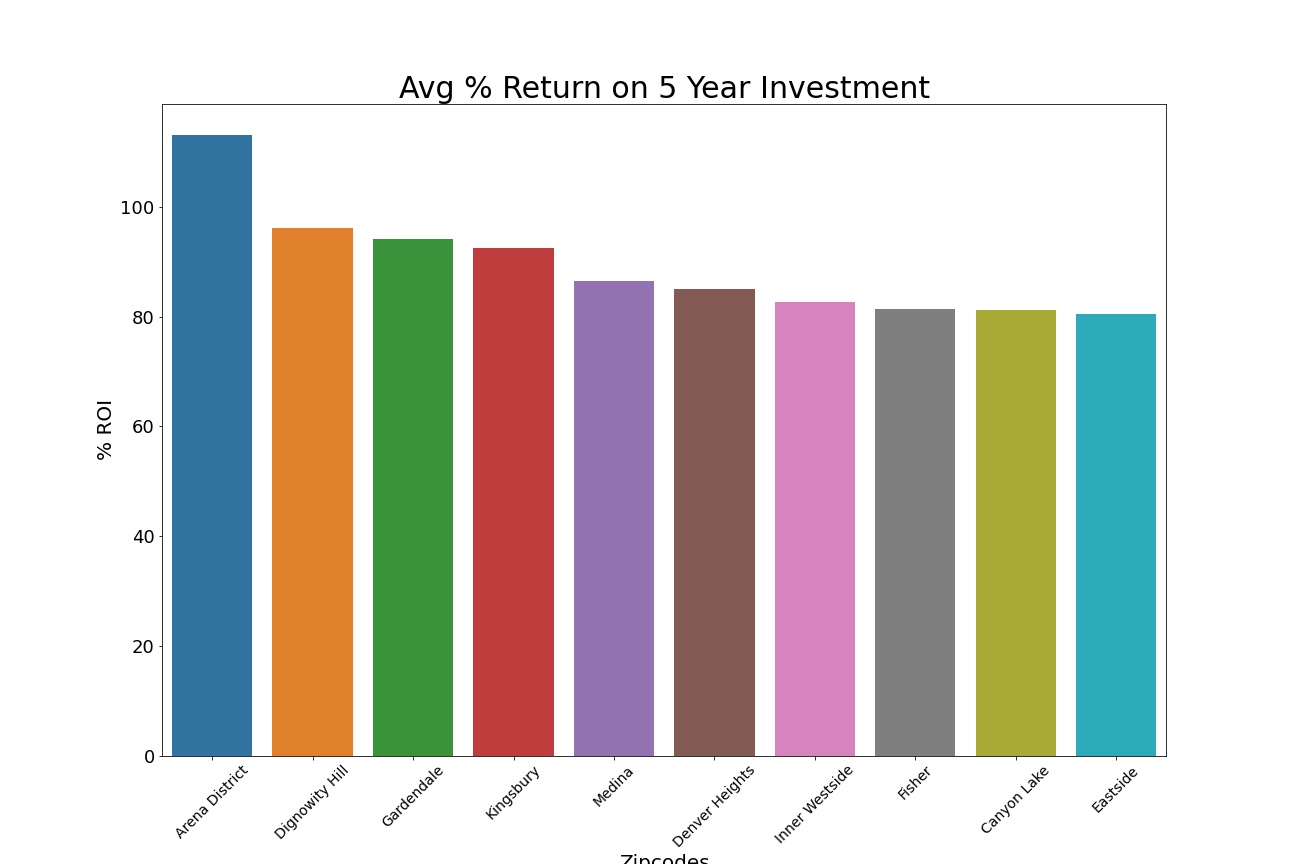 Avg % Return on 5 Year Investment
% ROI
100
80
60
40
20
0
Arena District
Dignowity Hill
Gardendale
Kingsbury
Medina
Denver Heights
Inner Westside
Fisher
Canyon Lake
Eastside
Zipcodes